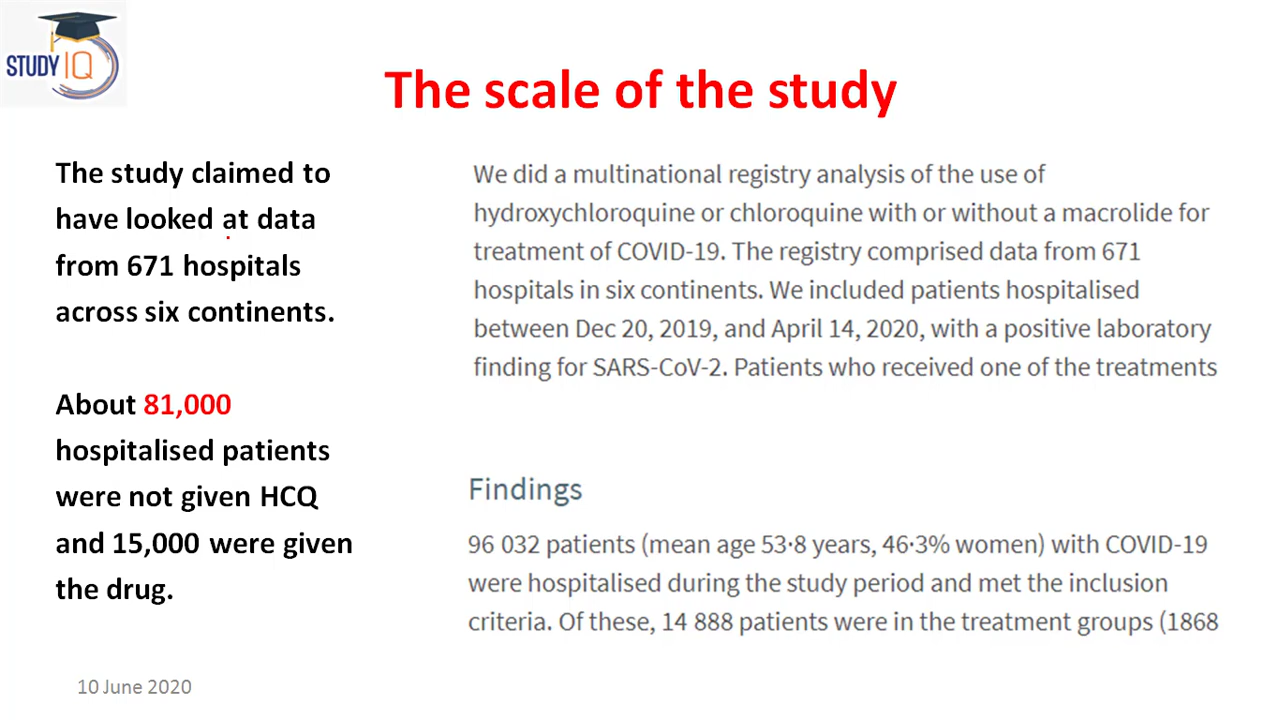 STUDY IQ
The scale of the study
The study claimed to
have looked at data
from 671 hospitals
across six continents.
About 81,000
hospitalised patients
were not given HCQ
and 15,000 were given
the drug.
We did a multinational registry analysis of the use of
hydroxychloroquine or chloroquine with or without a macrolide for
treatment of COVID-19. The registry comprised data from 671
hospitals in six continents. We included patients hospitalised
between Dec 20, 2019, and April 14, 2020, with a positive laboratory
finding for SARS-CoV-2. Patients who received one of the treatments
Findings
96 032 patients (mean age 53·8 years, 46·3% women) with COVID-19
were hospitalised during the study period and met the inclusion
criteria. Of these, 14 888 patients were in the treatment groups (1868
10 June 2020